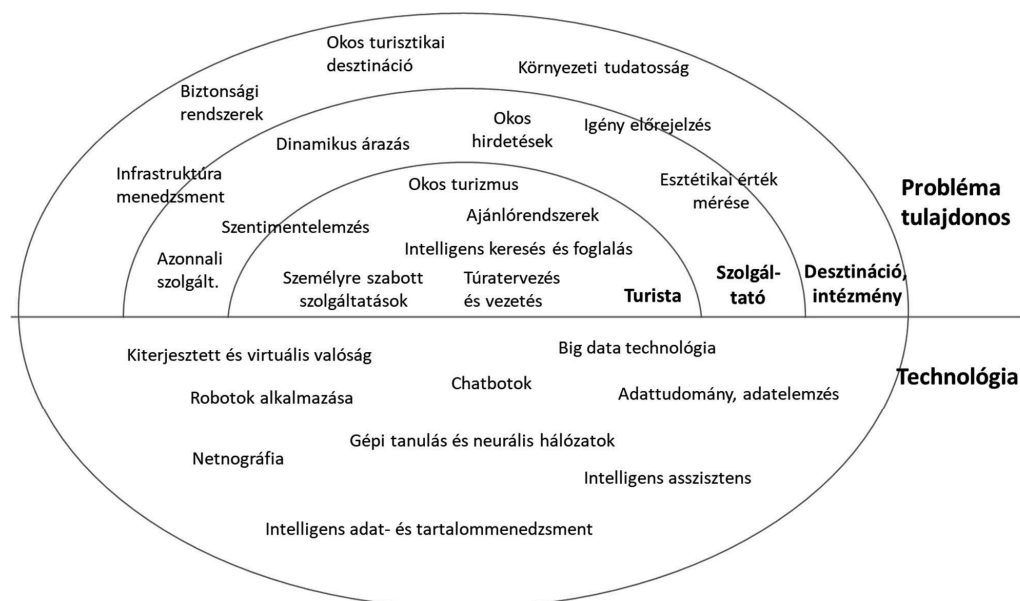 Okos turisztikai
desztináció
Környezeti tudatosság
Biztonsági
rendszerek
Okos
hirdetések
Igény előrejelzés
Dinamikus árazás
Infrastruktúra
menedzsment
Esztétikai érték
mérése
Probléma
tulajdonos
Okos turizmus
Ajánlórendszerek
Szentimentelemzés
Intelligens keresés és foglalás
Azonnali
szolgált.
Személyre szabott
szolgáltatások
Túratervezés
és vezetés
Turista
Szolgál-
tató
Desztináció,
intézmény
Technológia
Kiterjesztett és virtuális valóság
Big data technológia
Chatbotok
Robotok alkalmazása
Adattudomány, adatelemzés
Gépi tanulás és neurális hálózatok
Netnográfia
Intelligens asszisztens
Intelligens adat- és tartalommenedzsment